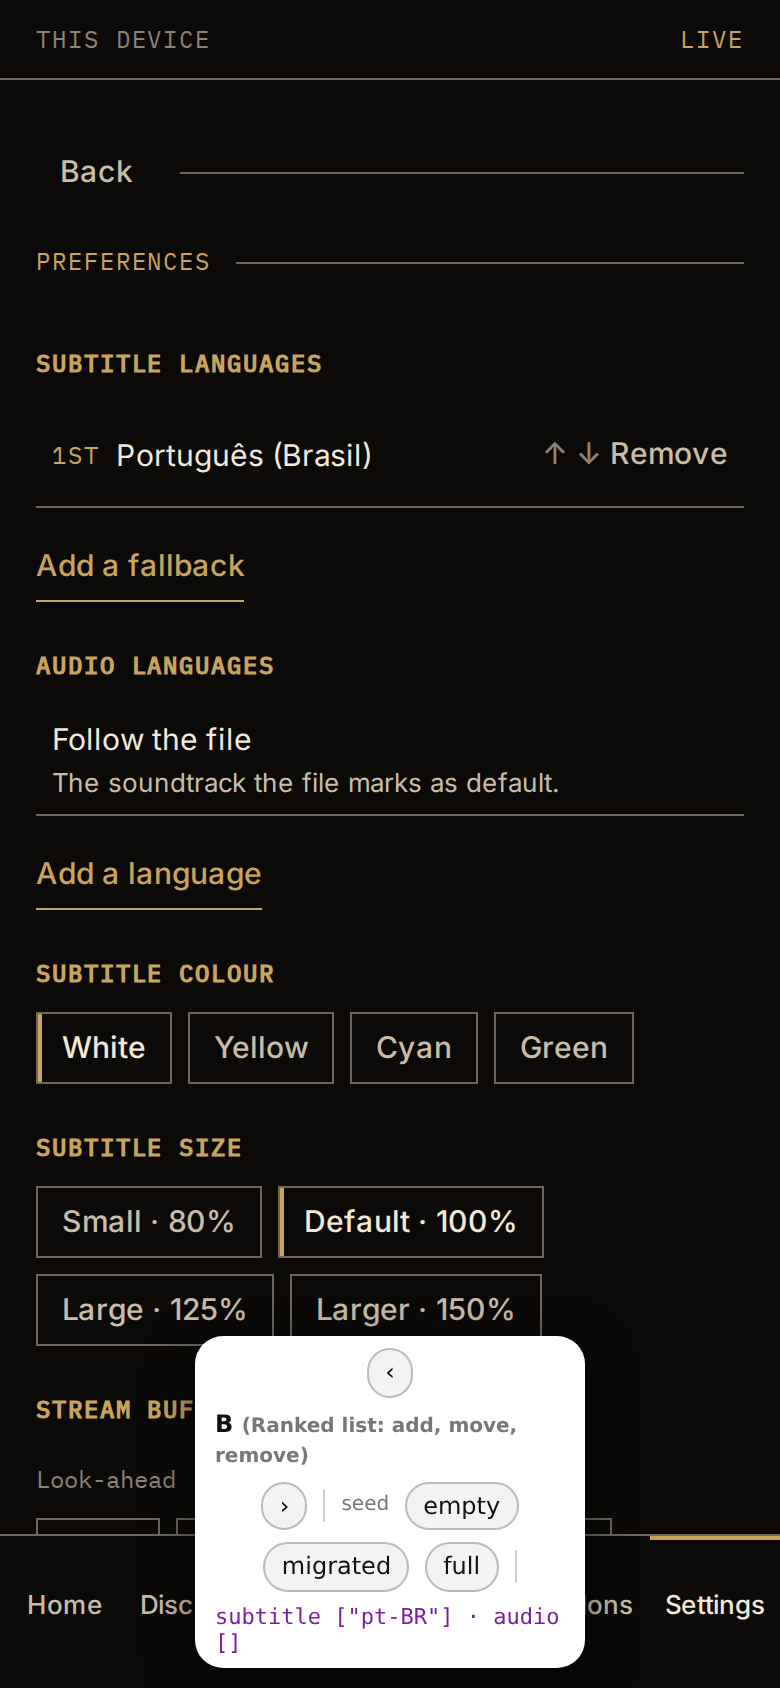 THIS DEVICE LIVE
Back
PREFERENCES
SUBTITLE LANGUAGES
1ST Português (Brasil) ↑ ↓ Remove
Add a fallback
AUDIO LANGUAGES
Follow the file
The soundtrack the file marks as default.
Add a language
SUBTITLE COLOUR
White Yellow Cyan Green
SUBTITLE SIZE
Small · 80% Default · 100%
Large · 125% Larger · 150%
STREAM BUF
Look-ahead
‹
B (Ranked list: add, move,
remove)
› seed empty
migrated full
subtitle ["pt-BR"] · audio
[]
Home Disc ons Settings